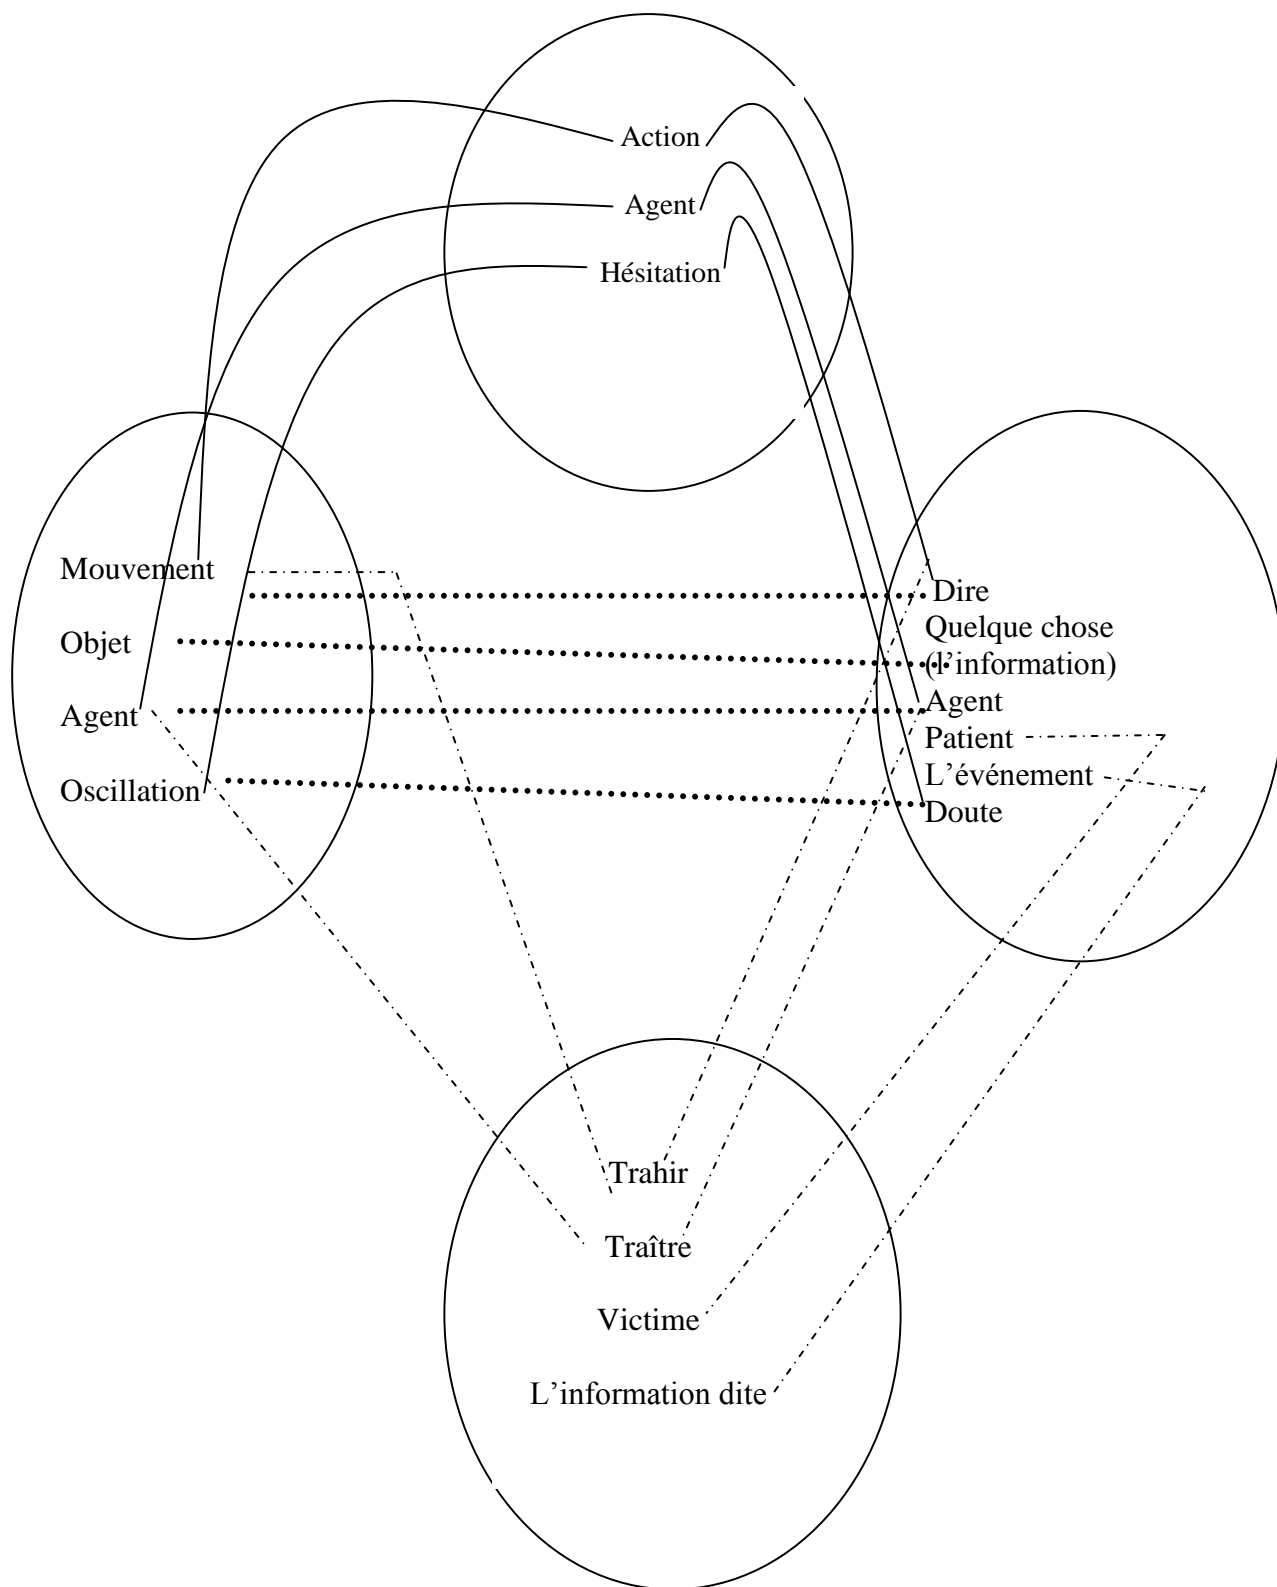 Action
Agent
Hésitation
Mouvement
Objet
Agent
Oscillation
Dire
Quelque chose
(l’information)
Agent
Patient
L’événement
Doute
Trahir
Traître
Victime
L’information dite